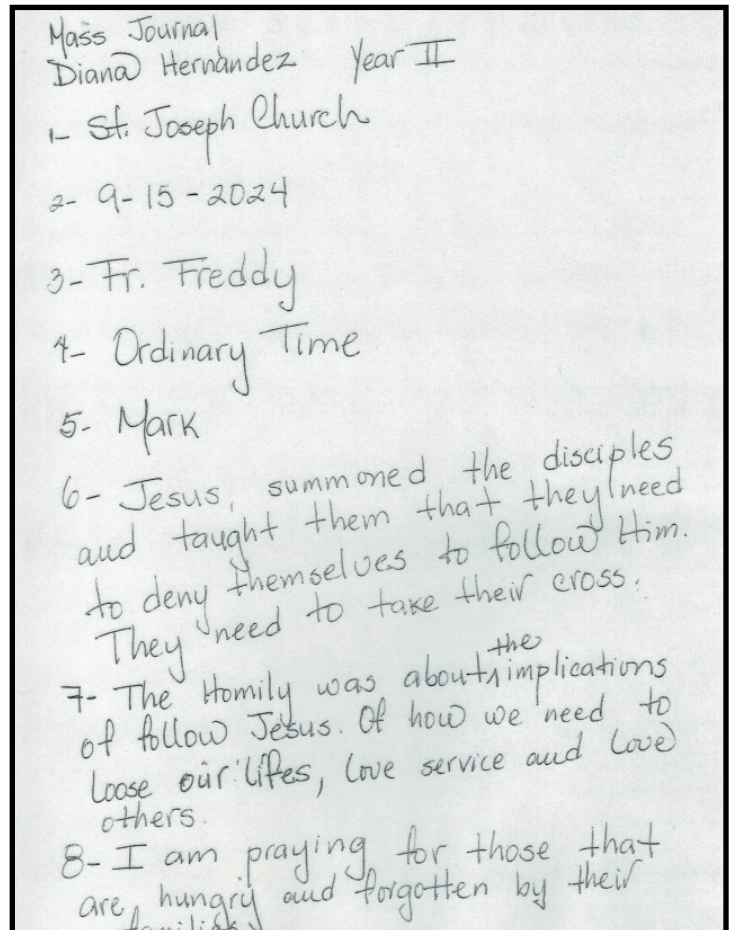 Mass Journal
Diana Hernandez Year II
1- St. Joseph Church
2- 9-15-2024
3- Fr. Freddy
4- Ordinary Time
5- Mark
6- Jesus, summoned the disciples
and taught them that they need
to deny themselves to follow Him.
They need to take their cross.
7- The Homily was about the implications
of follow Jesus. Of how we need to
loose our lifes, love service and love
others.
8- I am praying for those that
are hungry and forgotten by their
families